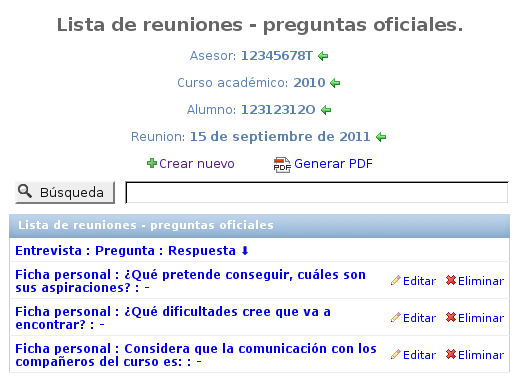 Lista de reuniones - preguntas oficiales.
Asesor: 12345678T
Curso académico: 2010
Alumno: 12312312O
Reunion: 15 de septiembre de 2011
Crear nuevo PDF Generar PDF
Búsqueda
Lista de reuniones - preguntas oficiales
Entrevista : Pregunta : Respuesta ⬇
Ficha personal : ¿Qué pretende conseguir, cuáles son
sus aspiraciones? : - Editar Eliminar
Ficha personal : ¿Qué dificultades cree que va a
encontrar? : - Editar Eliminar
Ficha personal : Considera que la comunicación con los
compañeros del curso es: : - Editar Eliminar